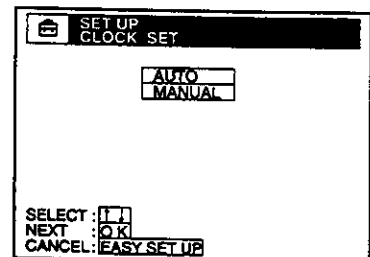 SET UP
CLOCK SET
AUTO
MANUAL
SELECT : ↑ ↓
NEXT : OK
CANCEL : EASY SET UP